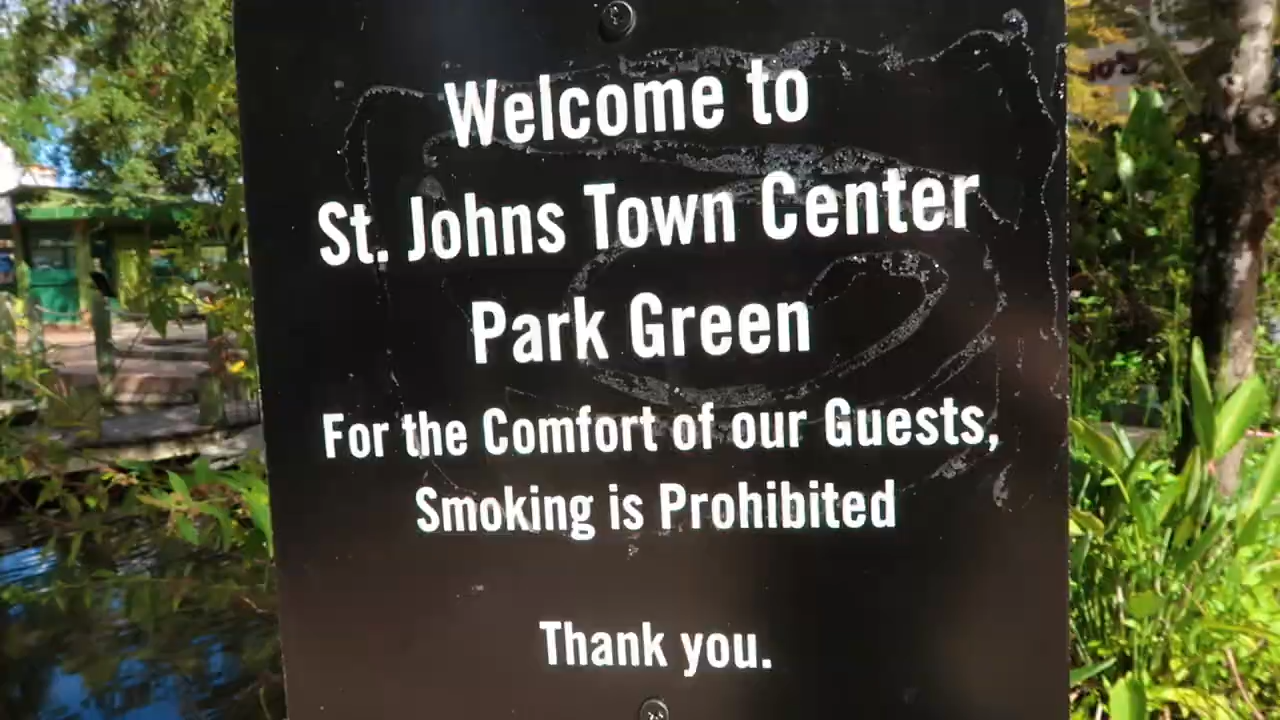 Welcome to
St. Johns Town Center
Park Green
For the Comfort of our Guests,
Smoking is Prohibited
Thank you.